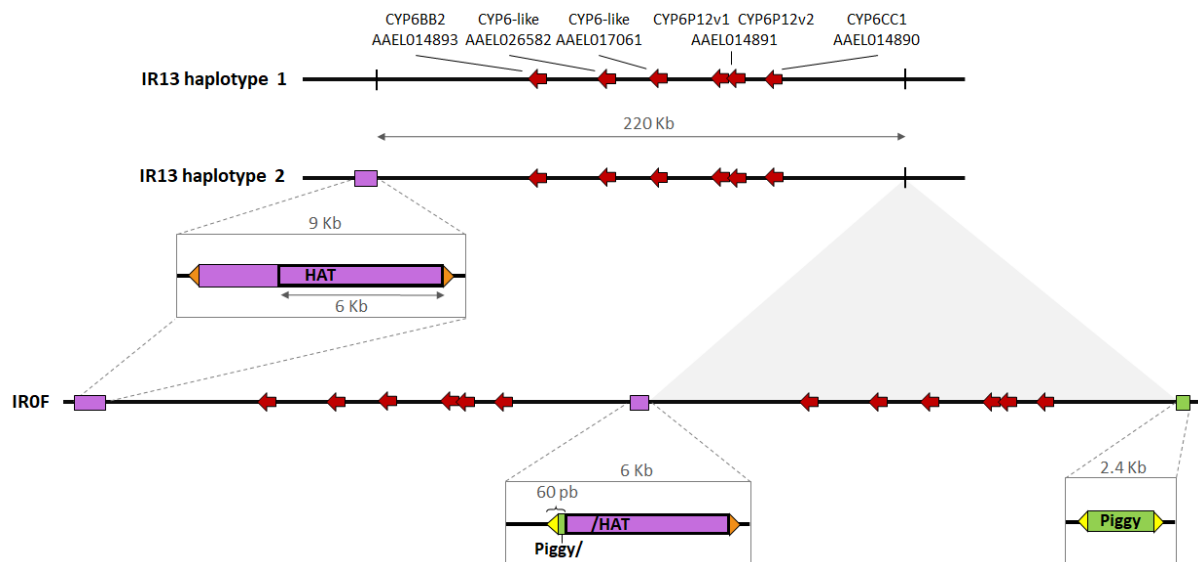 CYP6BB2 CYP6-like CYP6-like CYP6P12v1 CYP6P12v2 CYP6CC1
AAEL014893 AAEL026582 AAEL017061 AAEL014891 AAEL014890
IR13 haplotype 1
220 Kb
IR13 haplotype 2
9 Kb
HAT
6 Kb
IR0F
6 Kb
2.4 Kb
60 pb
/HAT
Piggy
Piggy/